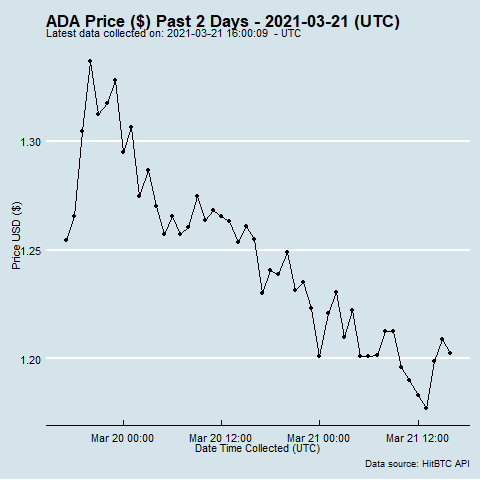 ADA Price ($) Past 2 Days - 2021-03-21 (UTC)
Latest data collected on: 2021-03-21 16:00:09 - UTC
1.30
1.25
1.20
Price USD ($)
Mar 20 00:00 Mar 20 12:00 Mar 21 00:00 Mar 21 12:00
Date Time Collected (UTC)
Data source: HitBTC API